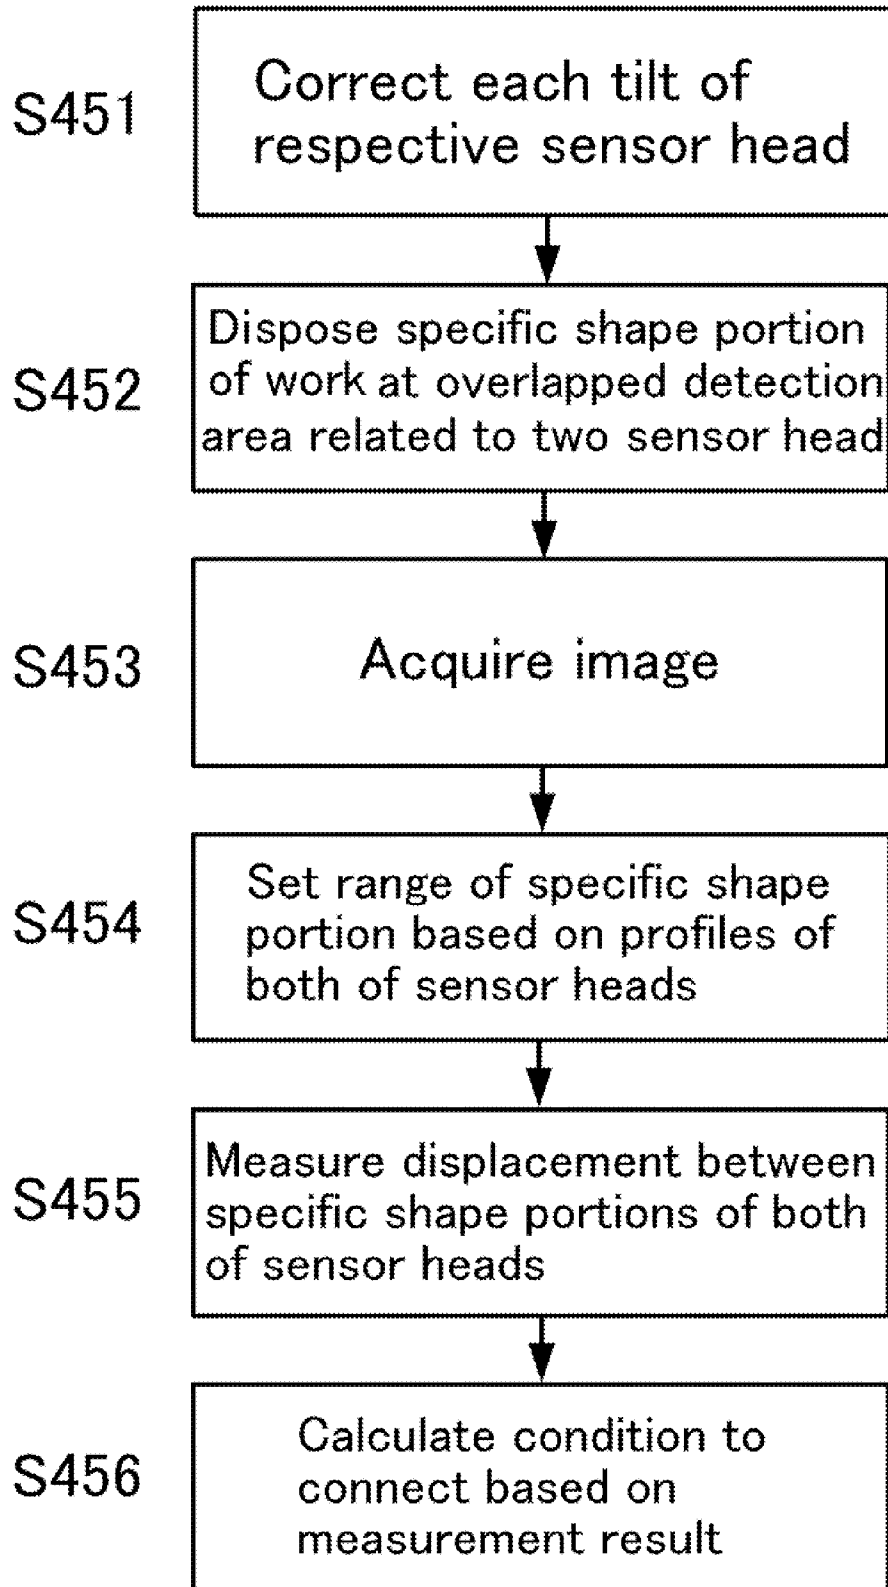 S451
Correct each tilt of
respective sensor head
S452
Dispose specific shape portion
of work at overlapped detection
area related to two sensor head
S453
Acquire image
S454
Set range of specific shape
portion based on profiles of
both of sensor heads
S455
Measure displacement between
specific shape portions of both
of sensor heads
S456
Calculate condition to
connect based on
measurement result